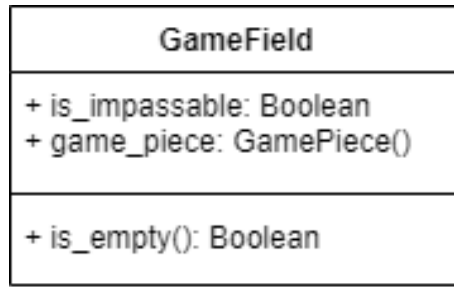 GameField
+ is_impassable: Boolean
+ game_piece: GamePiece()
+ is_empty(): Boolean